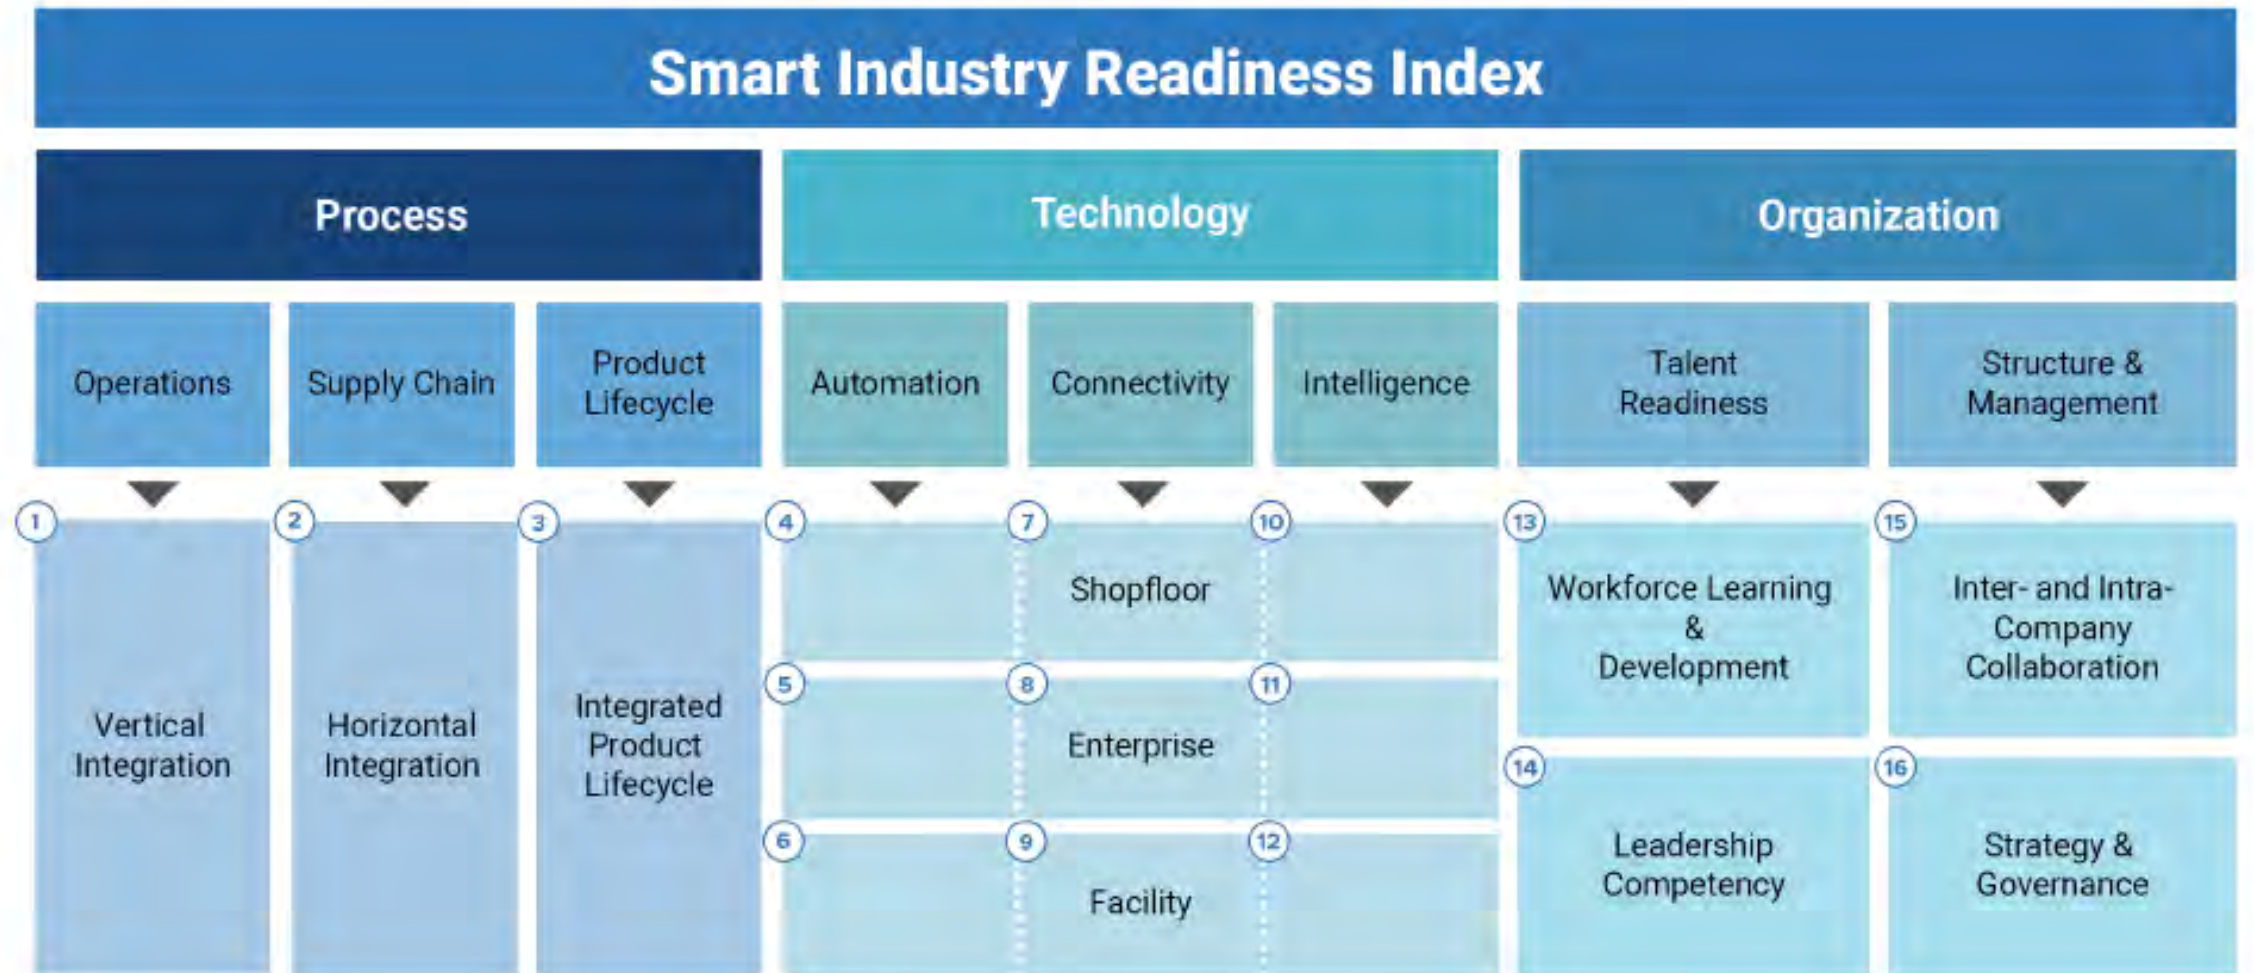 Smart Industry Readiness Index
Process
Technology
Organization
Operations
Supply Chain
Product
Lifecycle
Automation
Connectivity
Intelligence
Talent
Readiness
Structure &
Management
1
2
3
4
7
10
13
15
Vertical
Integration
Horizontal
Integration
Integrated
Product
Lifecycle
Shopfloor
5
8
11
Enterprise
6
9
12
Facility
Workforce Learning
&
Development
Inter- and Intra-
Company
Collaboration
14
16
Leadership
Competency
Strategy &
Governance